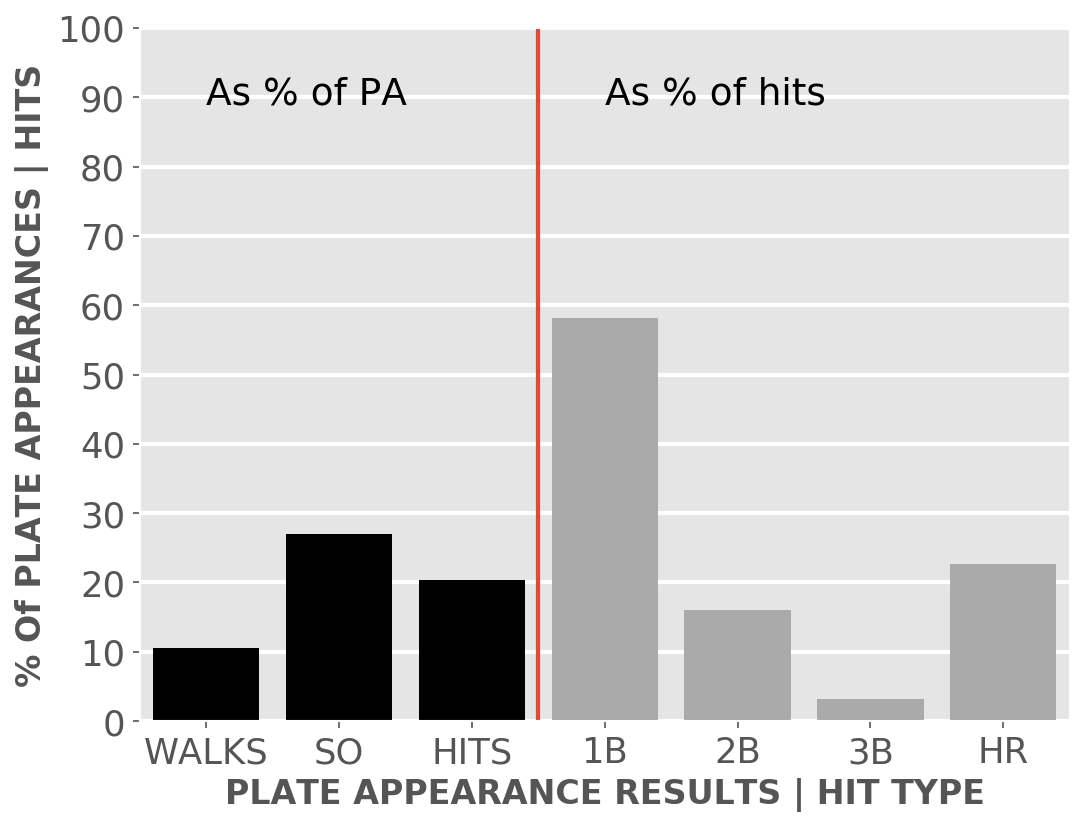 % Of PLATE APPEARANCES | HITS
100
90
80
70
60
50
40
30
20
10
0
As % of PA
As % of hits
WALKS SO HITS 1B 2B 3B HR
PLATE APPEARANCE RESULTS | HIT TYPE